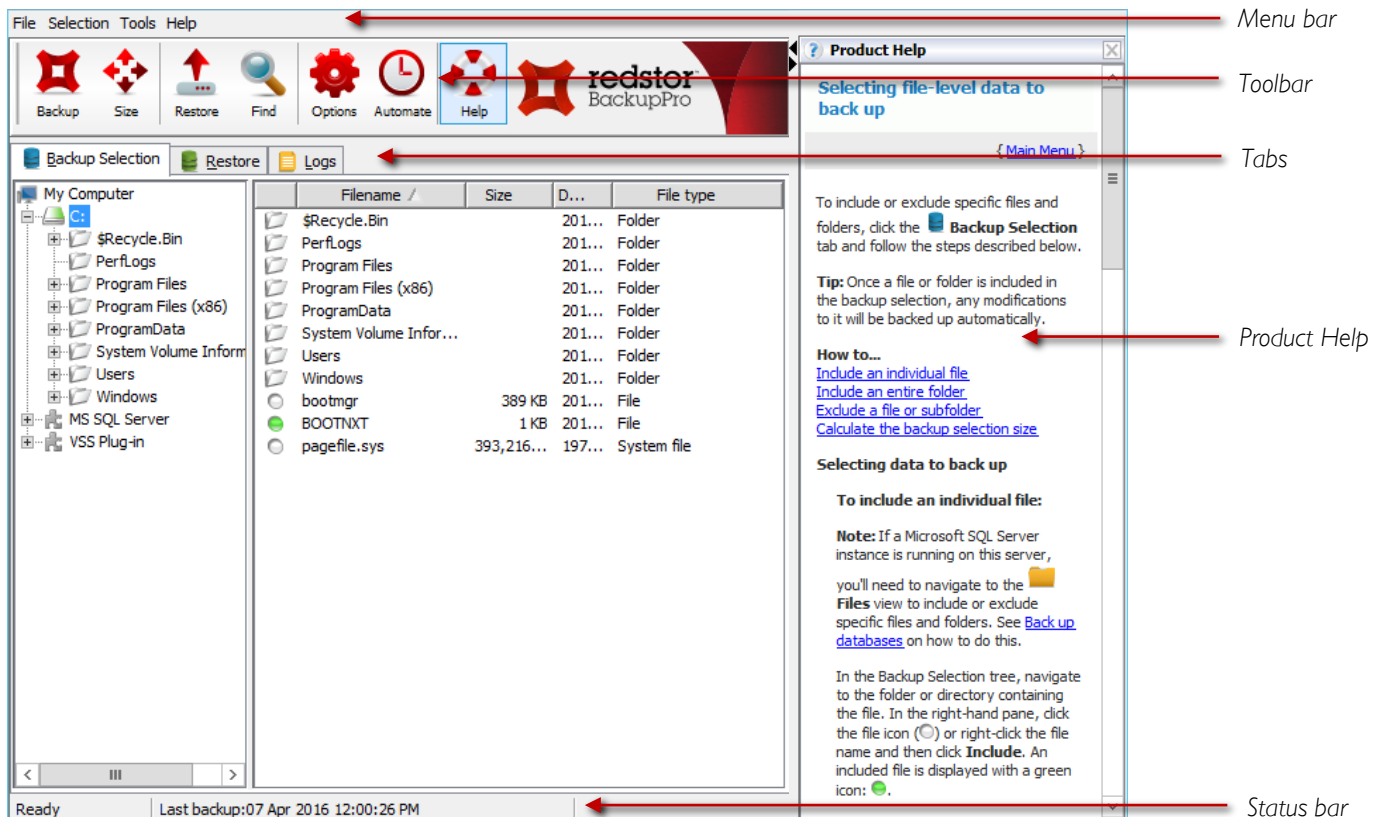 File Selection Tools Help
Menu bar
Backup Size Restore Find Options Automate Help
redstor
BackupPro
Toolbar
Backup Selection Restore Logs
Tabs
My Computer
C:
$Recycle.Bin
PerfLogs
Program Files
Program Files (x86)
ProgramData
System Volume Inform
Users
Windows
MS SQL Server
VSS Plug-in
Filename Size D... File type
$Recycle.Bin 201... Folder
PerfLogs 201... Folder
Program Files 201... Folder
Program Files (x86) 201... Folder
ProgramData 201... Folder
System Volume Infor... 201... Folder
Users 201... Folder
Windows 201... Folder
bootmgr 389 KB 201... File
BOOTNXT 1 KB 201... File
pagefile.sys 393,216... 197... System file
Product Help
Selecting file-level data to
back up
{ Main Menu }
To include or exclude specific files and
folders, click the Backup Selection
tab and follow the steps described below.
Tip: Once a file or folder is included in
the backup selection, any modifications
to it will be backed up automatically.
Product Help
How to...
Include an individual file
Include an entire folder
Exclude a file or subfolder
Calculate the backup selection size
Selecting data to back up
To include an individual file:
Note: If a Microsoft SQL Server
instance is running on this server,
you'll need to navigate to the
Files view to include or exclude
specific files and folders. See Back up
databases on how to do this.
In the Backup Selection tree, navigate
to the folder or directory containing
the file. In the right-hand pane, click
the file icon ( ) or right-click the file
name and then click Include. An
included file is displayed with a green
icon: .
Ready Last backup:07 Apr 2016 12:00:26 PM
Status bar